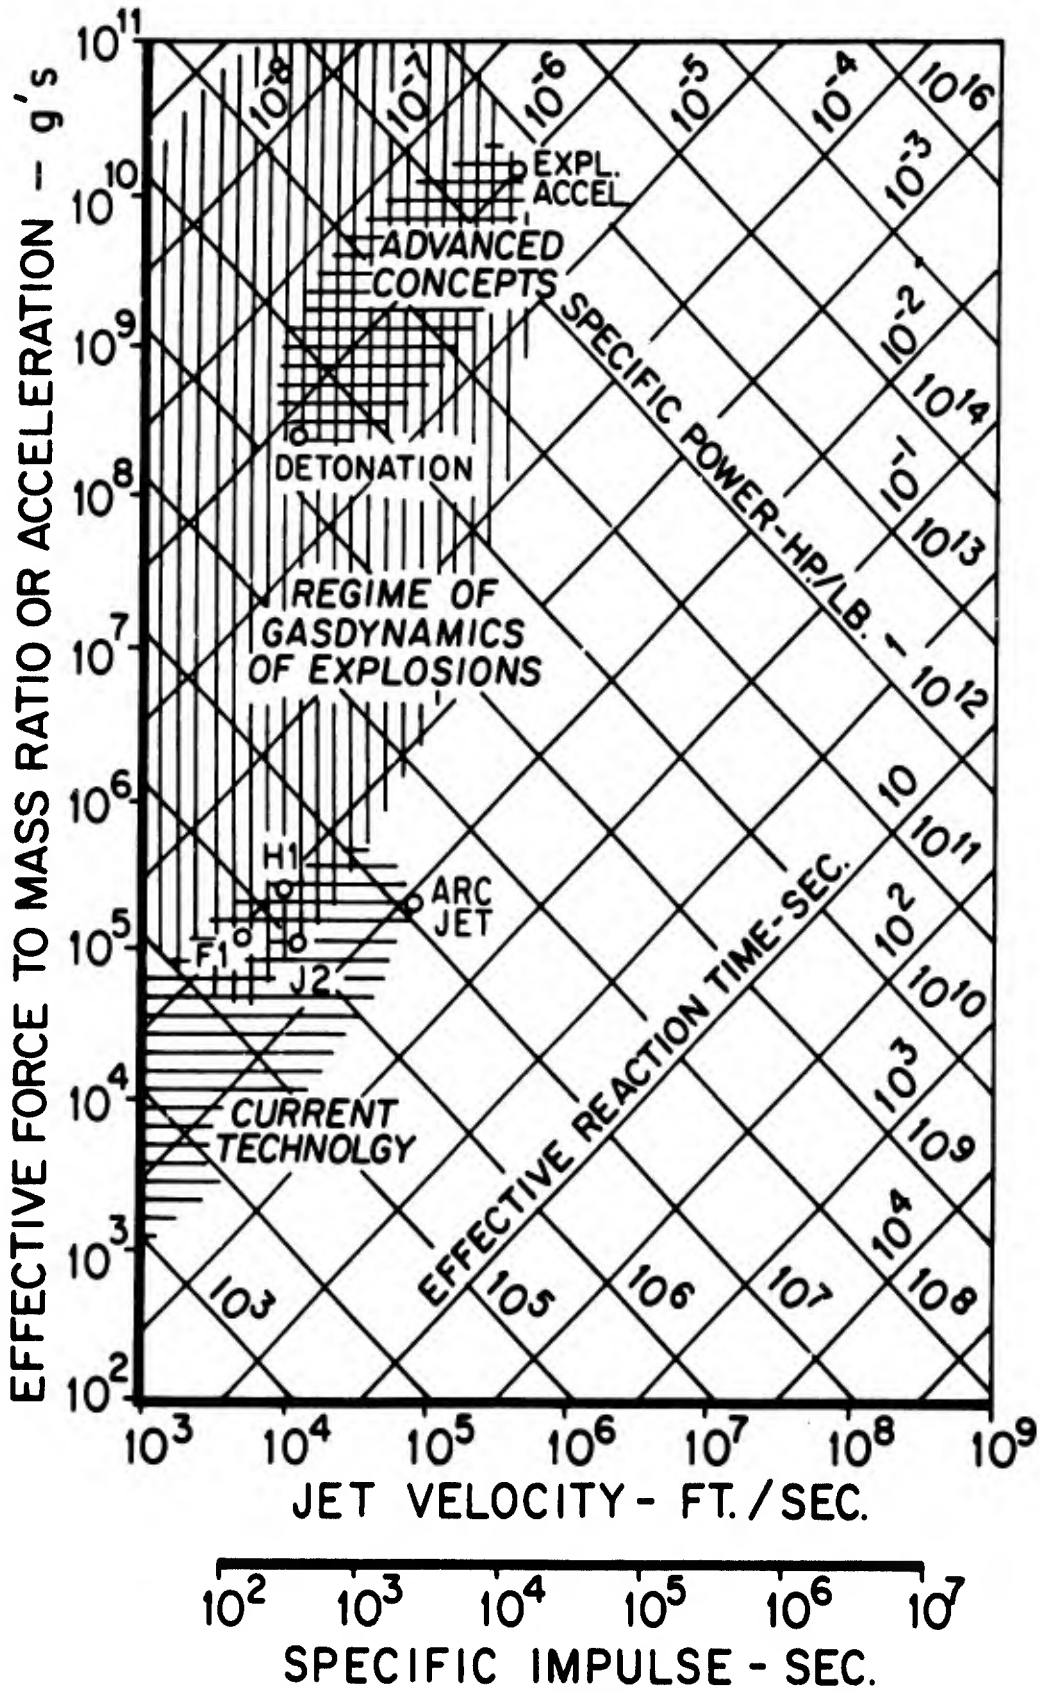 EFFECTIVE FORCE TO MASS RATIO OR ACCELERATION - g's
10¹¹
10¹⁰
10⁹
10⁸
10⁷
10⁶
10⁵
10⁴
10³
10²
10⁻⁸
10⁻⁷
10⁻⁶
10⁻⁵
10⁻⁴
10¹⁶
10⁻³
10⁻²
10¹⁴
10⁻¹
10¹³
1
10¹²
10
10¹¹
10²
10¹⁰
10³
10⁹
10⁴
10⁸
10³
10⁵
10⁶
10⁷
EXPL.
ACCEL.
ADVANCED
CONCEPTS
SPECIFIC POWER-HP./LB.
DETONATION
REGIME OF
GASDYNAMICS
OF EXPLOSIONS
H1
ARC
JET
F1
J2
CURRENT
TECHNOLGY
EFFECTIVE REACTION TIME-SEC.
10³
10⁴
10⁵
10⁶
10⁷
10⁸
10⁹
JET VELOCITY- FT./SEC.
10²
10³
10⁴
10⁵
10⁶
10⁷
SPECIFIC IMPULSE - SEC.